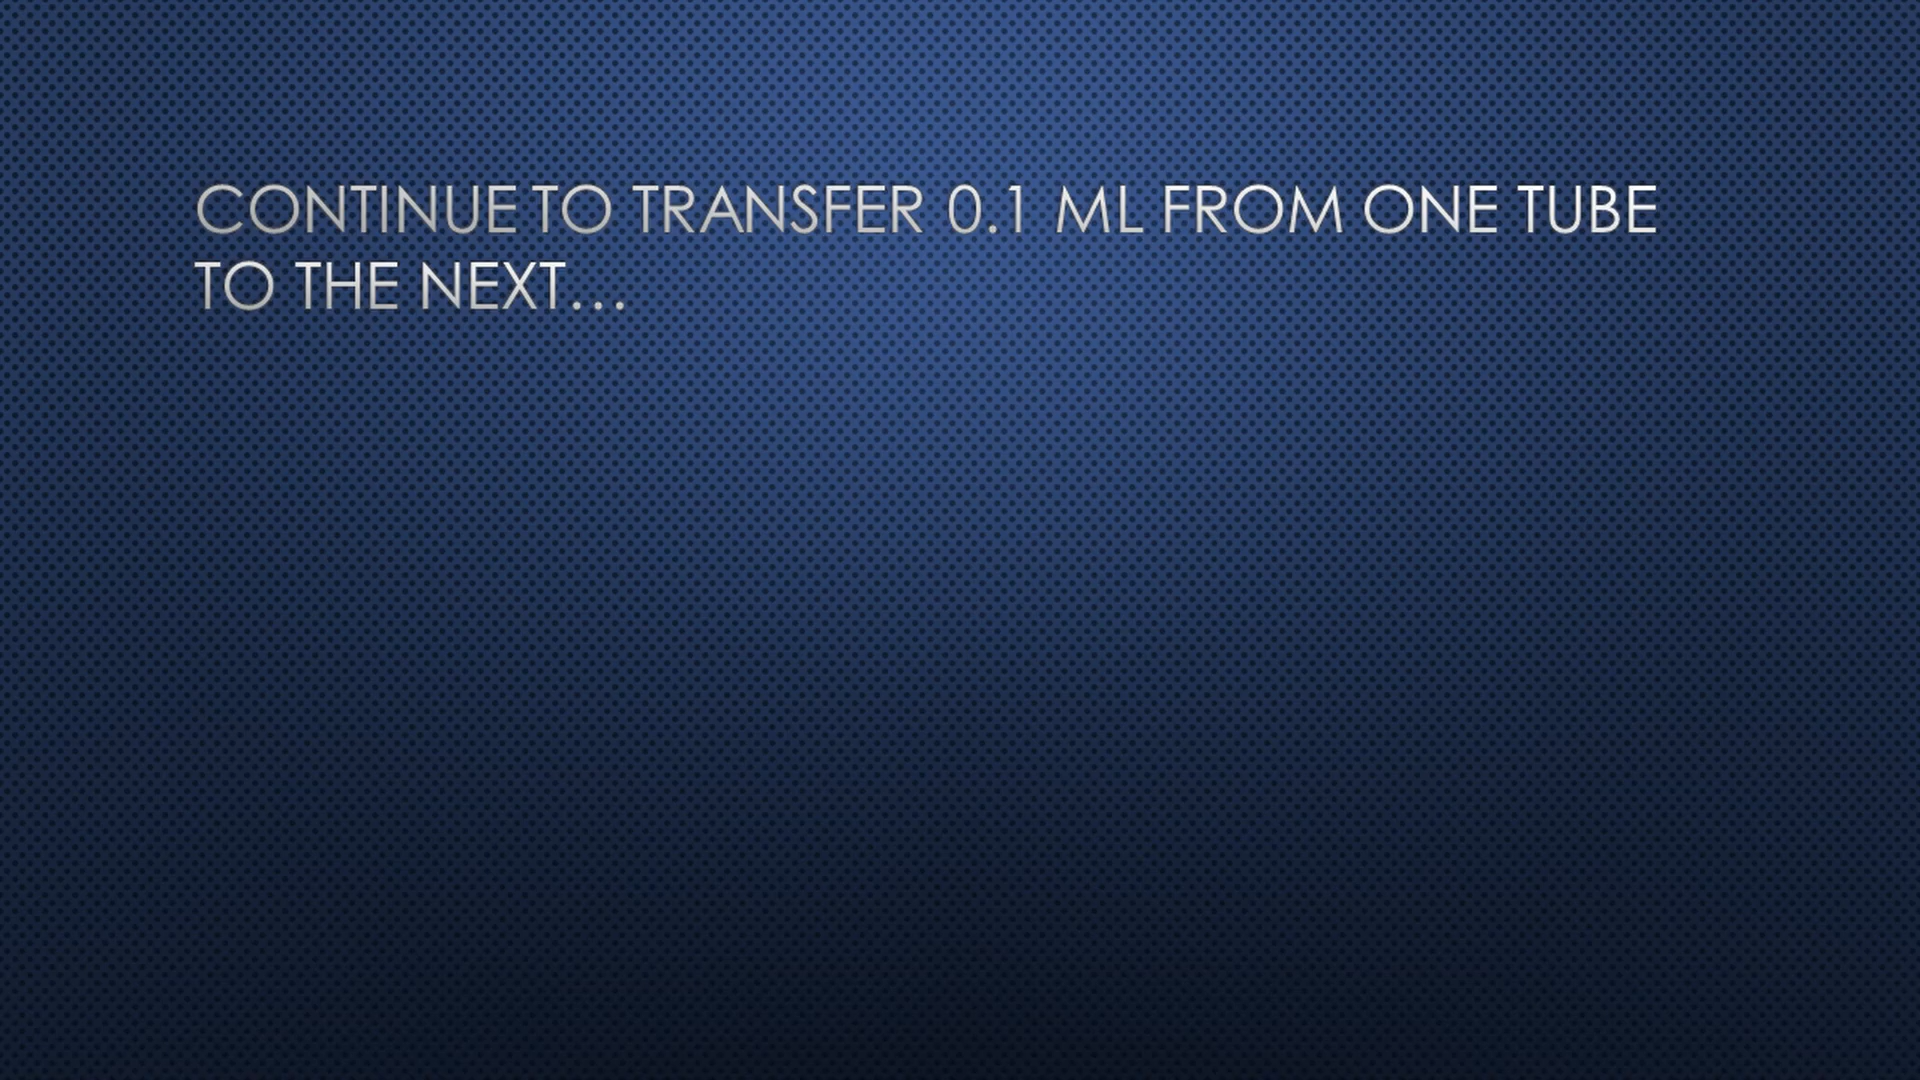 CONTINUE TO TRANSFER 0.1 ML FROM ONE TUBE
TO THE NEXT…